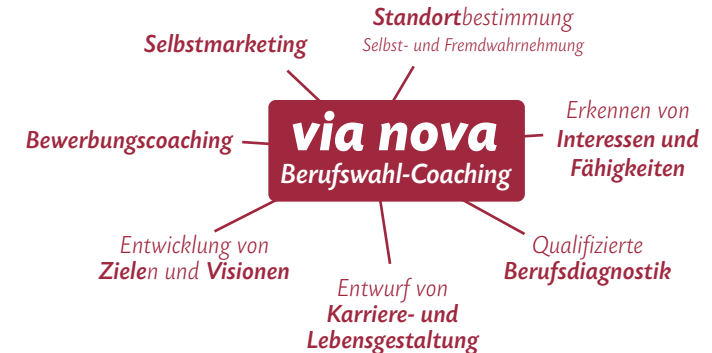 Standortbestimmung
Selbst- und Fremdwahrnehmung
Selbstmarketing
Erkennen von
Interessen und
Fähigkeiten
via nova
Berufswahl-Coaching
Bewerbungscoaching
Entwicklung von
Zielen und Visionen
Qualifizierte
Berufsdiagnostik
Entwurf von
Karriere- und
Lebensgestaltung